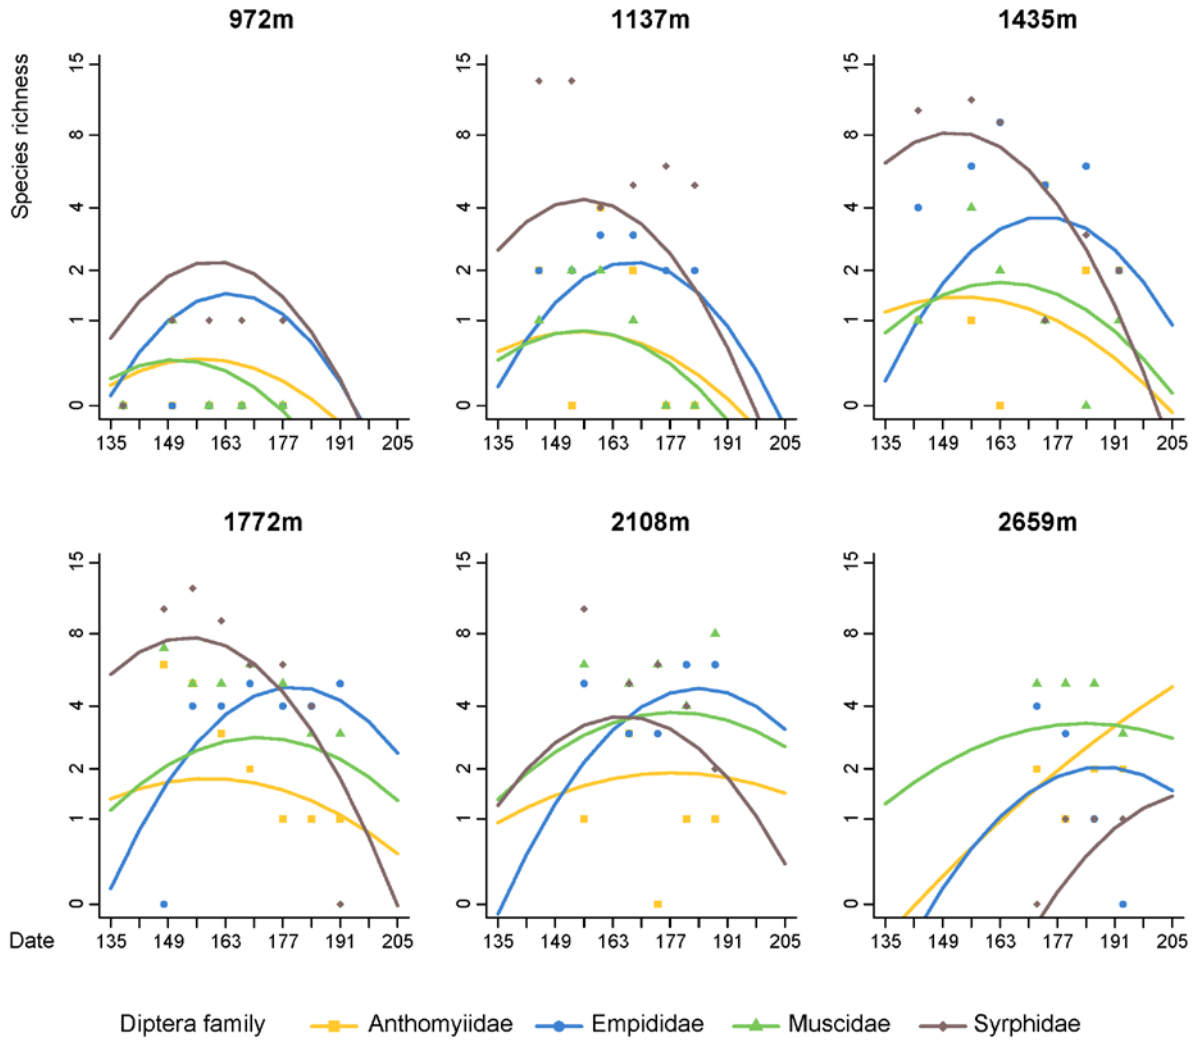 972m 1137m 1435m
Species richness
15 15 15
8 8 8
4 4 4
2 2 2
1 1 1
0 0 0
135 149 163 177 191 205 135 149 163 177 191 205 135 149 163 177 191 205
1772m 2108m 2659m
15 15 15
8 8 8
4 4 4
2 2 2
1 1 1
0 0 0
Date 135 149 163 177 191 205 135 149 163 177 191 205 135 149 163 177 191 205
Diptera family Anthomyiidae Empididae Muscidae Syrphidae